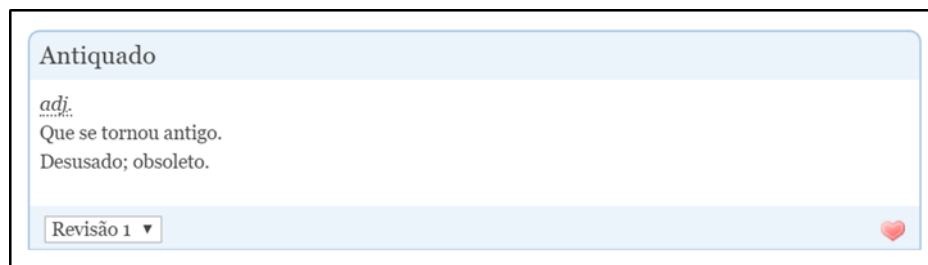 Antiquado
adj.
Que se tornou antigo.
Desusado; obsoleto.
Revisão 1